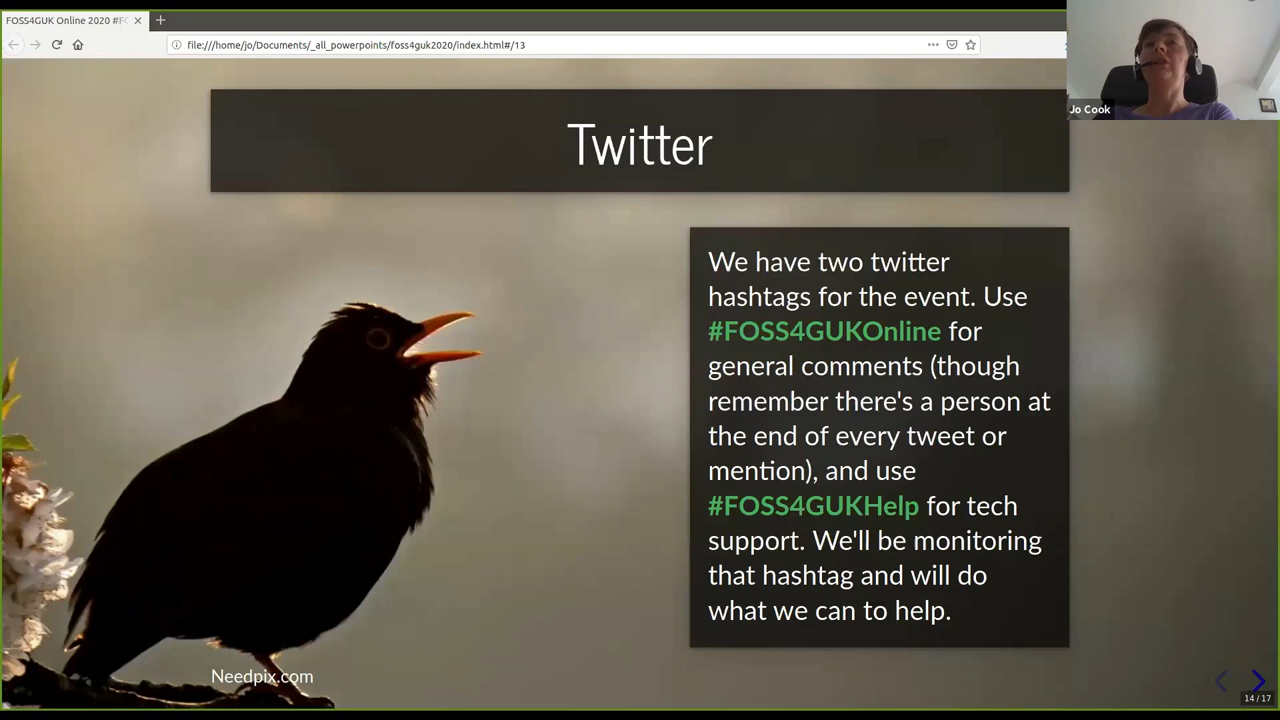 FOSS4GUK Online 2020 #FO
file:///home/jo/Documents/_all_powerpoints/foss4guk2020/index.html#/13
Jo Cook
Twitter
We have two twitter
hashtags for the event. Use
#FOSS4GUKOnline for
general comments (though
remember there's a person at
the end of every tweet or
mention), and use
#FOSS4GUKHelp for tech
support. We'll be monitoring
that hashtag and will do
what we can to help.
Needpix.com
14 / 17